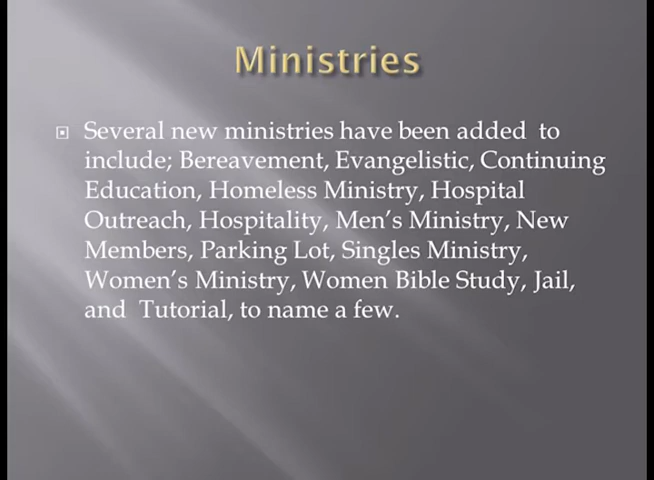 Ministries
Several new ministries have been added  to
include; Bereavement, Evangelistic, Continuing
Education, Homeless Ministry, Hospital
Outreach, Hospitality, Men’s Ministry, New
Members, Parking Lot, Singles Ministry,
Women’s Ministry, Women Bible Study, Jail,
and  Tutorial, to name a few.